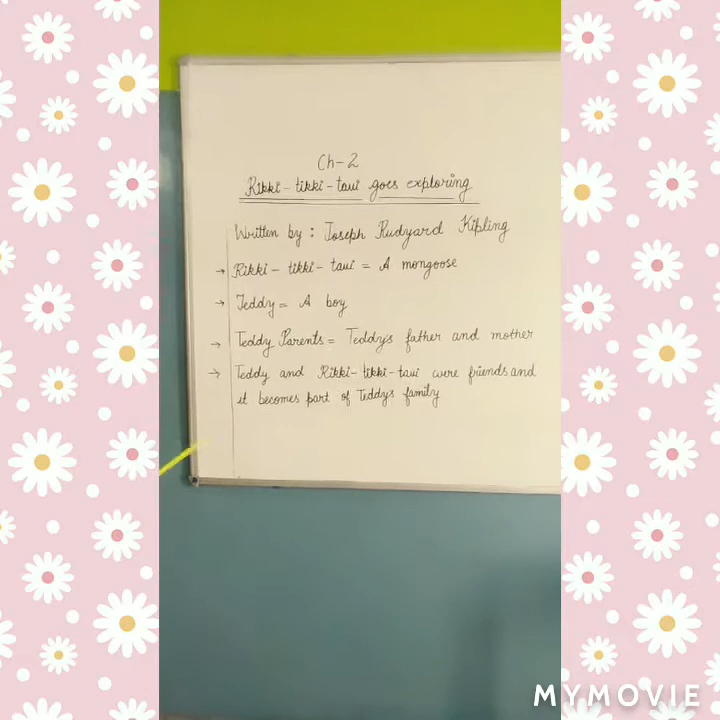 Ch-2
Rikki-tikki-tavi goes exploring
Written by : Joseph Rudyard Kipling
→ Rikki-tikki-tavi = A mongoose
→ Teddy = A boy
→ Teddy Parents = Teddy's father and mother
→ Teddy and Rikki-tikki-tavi were friends and
it becomes part of Teddy's family
MYMOVIE